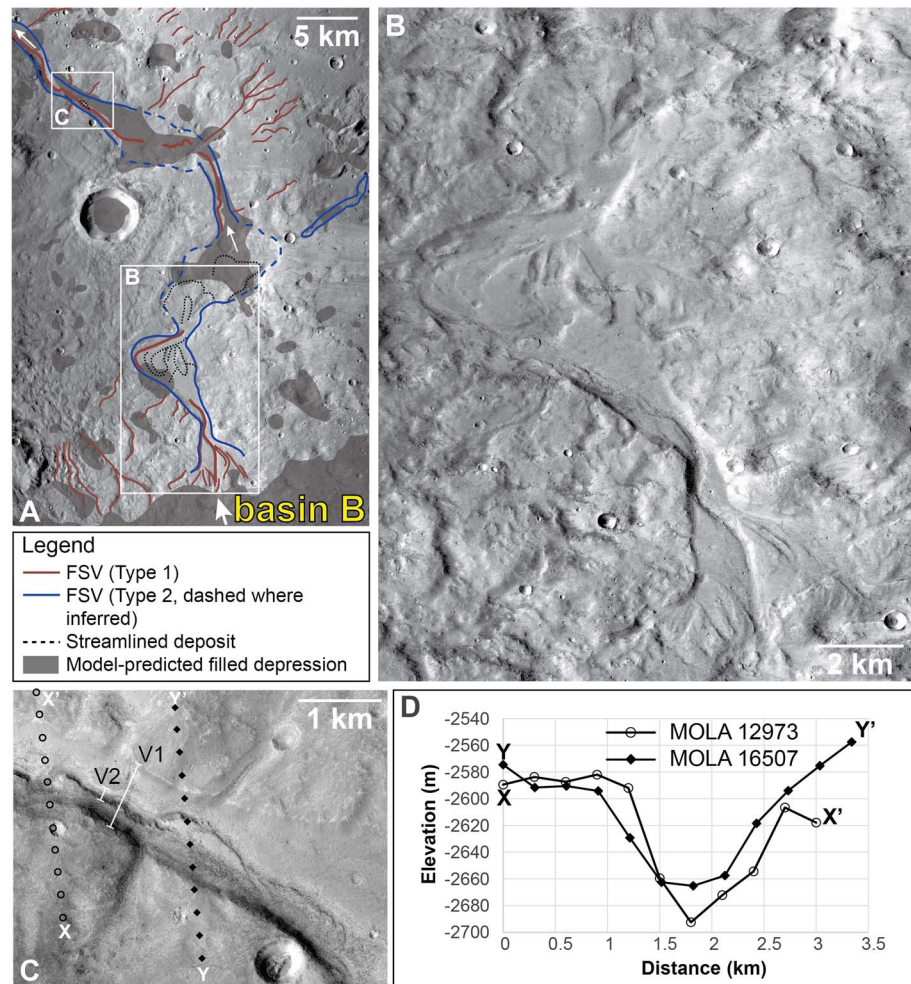 5 km
C
B
A
basin B
Legend
FSV (Type 1)
FSV (Type 2, dashed where
inferred)
Streamlined deposit
Model-predicted filled depression
B
2 km
X'
Y'
1 km
V1
V2
X
Y
C
D
-2540
-2560
-2580
-2600
-2620
-2640
-2660
-2680
-2700
Elevation (m)
MOLA 12973
MOLA 16507
Y
X
Y'
X'
0 0.5 1 1.5 2 2.5 3 3.5
Distance (km)